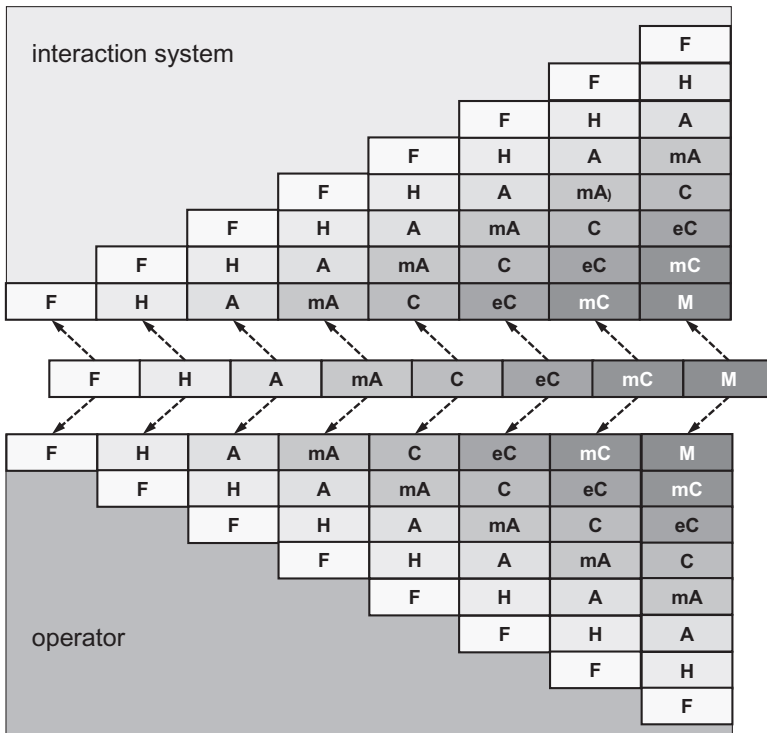 F
interaction system
F H
F H A
F H A mA
F H A mA) C
F H A mA C eC
F H A mA C eC mC
F H A mA C eC mC M
F H A mA C eC mC M
F H A mA C eC mC M
F H A mA C eC mC
F H A mA C eC
F H A mA C
F H A mA
operator
F H A
F H
F